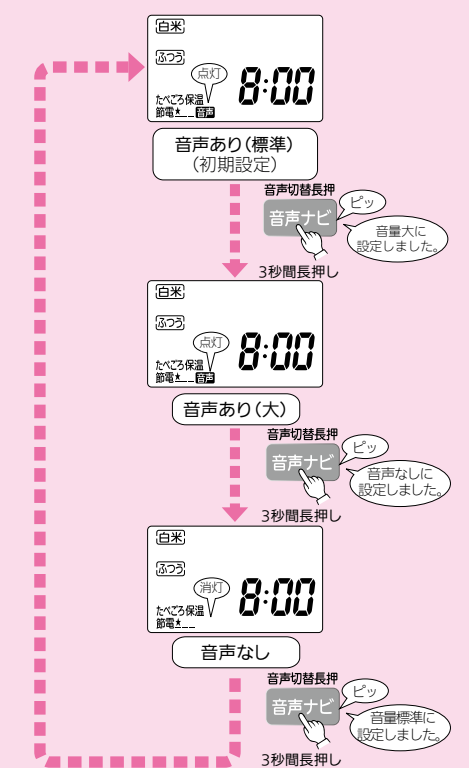 白米
ふつう
点灯
8:00
たべごろ保温
節電★__音声
音声あり(標準)
(初期設定)
音声切替長押
音声ナビ
ピッ
音量大に
設定しました。
3秒間長押し
白米
ふつう
点灯
8:00
たべごろ保温
節電★__音声
音声あり(大)
音声切替長押
音声ナビ
ピッ
音声なしに
設定しました。
3秒間長押し
白米
ふつう
消灯
8:00
たべごろ保温
節電★__
音声なし
音声切替長押
音声ナビ
ピッ
音量標準に
設定しました。
3秒間長押し